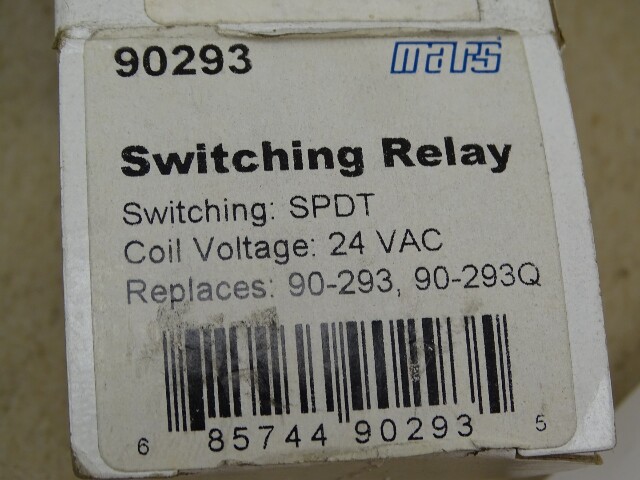 90293 mars
Switching Relay
Switching: SPDT
Coil Voltage: 24 VAC
Replaces: 90-293, 90-293Q
6 85744 90293 5